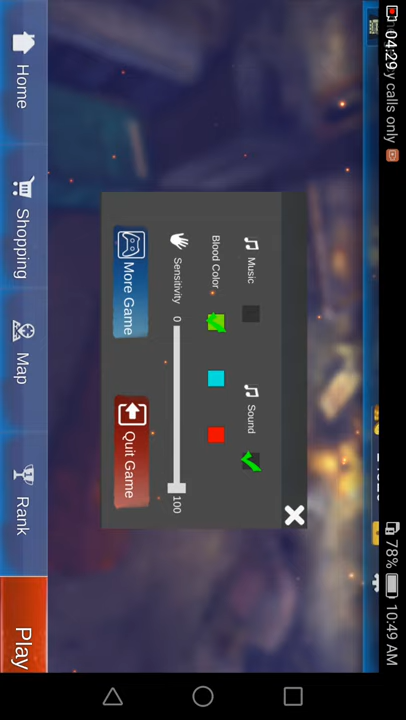 04:29
y calls only
78%
10:49 AM
Music
Sound
Blood Color
Sensitivity
0
100
More Game
Quit Game
Home
Shopping
Map
Rank
Play